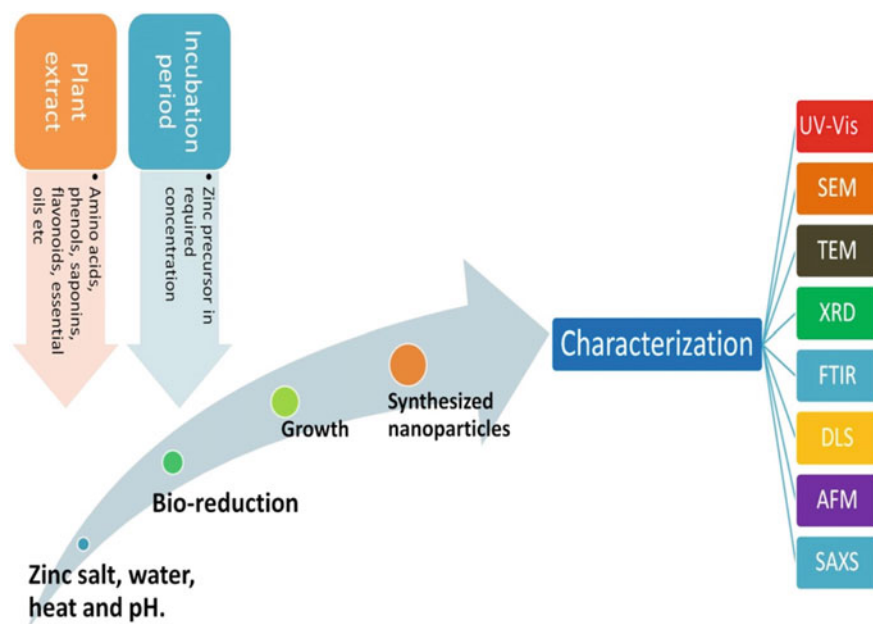 Plant
extract
• Amino acids,
phenols, saponins,
flavonoids, essential
oils etc
Incubation
period
• Zinc precursor in
required
concentration
Zinc salt, water,
heat and pH.
Bio-reduction
Growth
Synthesized
nanoparticles
Characterization
UV-Vis
SEM
TEM
XRD
FTIR
DLS
AFM
SAXS